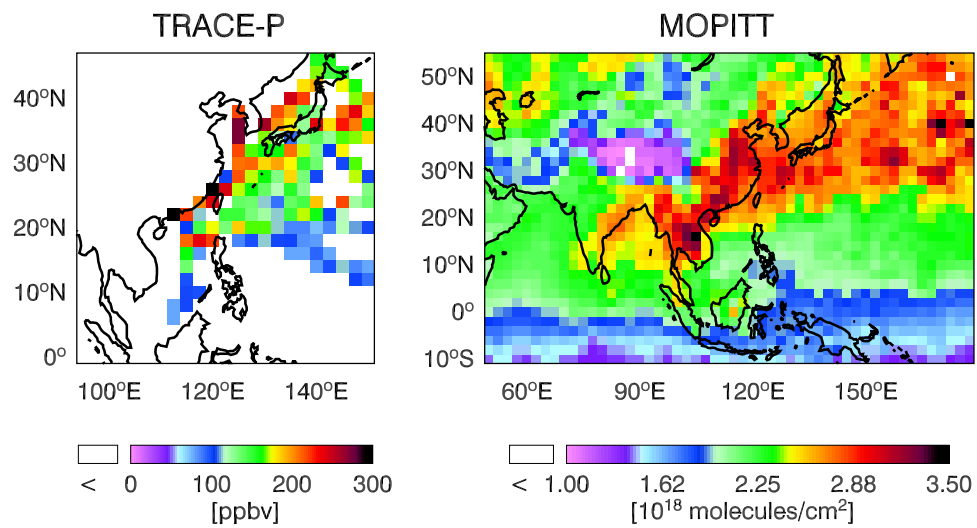 TRACE-P
MOPITT
40°N
30°N
20°N
10°N
0°
100°E 120°E 140°E
50°N
40°N
30°N
20°N
10°N
0°
10°S
60°E 90°E 120°E 150°E
< 0 100 200 300
[ppbv]
< 1.00 1.62 2.25 2.88 3.50
[10¹⁸ molecules/cm²]